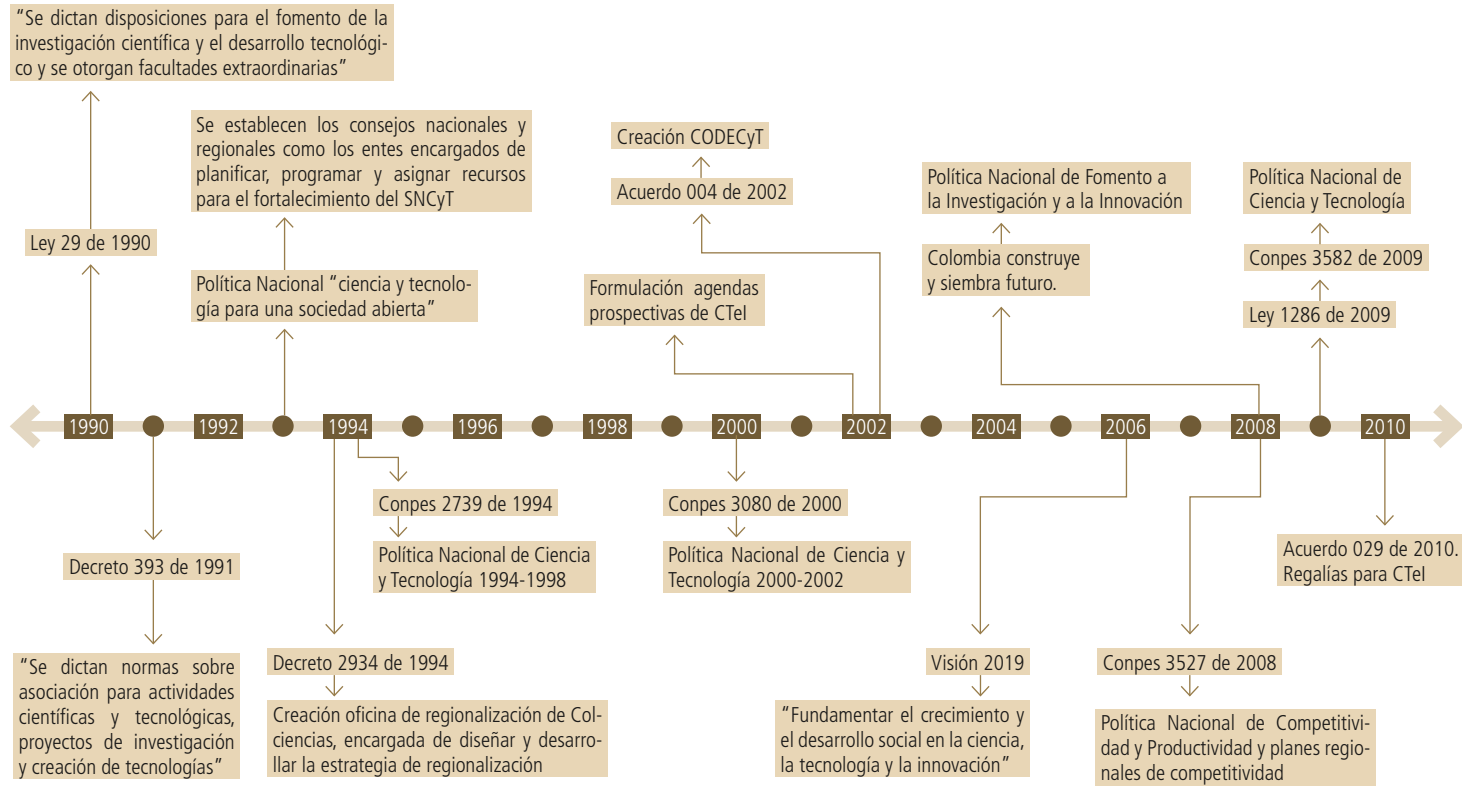 “Se dictan disposiciones para el fomento de la
investigación científica y el desarrollo tecnológi-
co y se otorgan facultades extraordinarias”
Ley 29 de 1990
Se establecen los consejos nacionales y
regionales como los entes encargados de
planificar, programar y asignar recursos
para el fortalecimiento del SNCyT
Política Nacional “ciencia y tecnolo-
gía para una sociedad abierta”
Creación CODECyT
Acuerdo 004 de 2002
Formulación agendas
prospectivas de CTeI
Política Nacional de Fomento a
la Investigación y a la Innovación
Colombia construye
y siembra futuro.
Política Nacional de
Ciencia y Tecnología
Conpes 3582 de 2009
Ley 1286 de 2009
1990
1992
1994
1996
1998
2000
2002
2004
2006
2008
2010
Decreto 393 de 1991
“Se dictan normas sobre
asociación para actividades
científicas y tecnológicas,
proyectos de investigación
y creación de tecnologías”
Conpes 2739 de 1994
Política Nacional de Ciencia
y Tecnología 1994-1998
Decreto 2934 de 1994
Creación oficina de regionalización de Col-
ciencias, encargada de diseñar y desarro-
llar la estrategia de regionalización
Conpes 3080 de 2000
Política Nacional de Ciencia y
Tecnología 2000-2002
Visión 2019
“Fundamentar el crecimiento y
el desarrollo social en la ciencia,
la tecnología y la innovación”
Conpes 3527 de 2008
Política Nacional de Competitivi-
dad y Productividad y planes regio-
nales de competitividad
Acuerdo 029 de 2010.
Regalías para CTeI